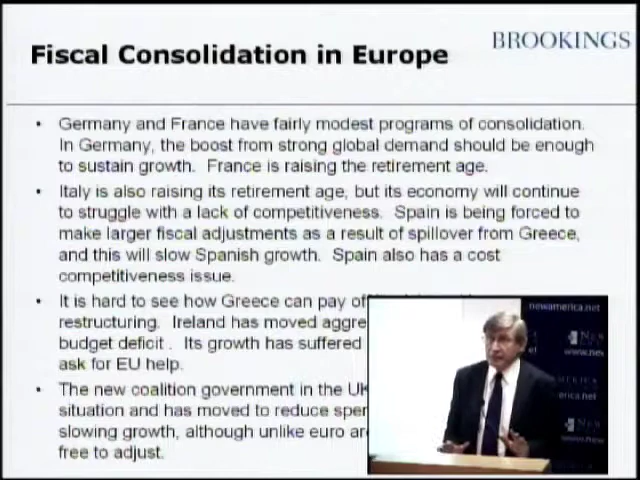 Fiscal Consolidation in Europe
BROOKINGS
• Germany and France have fairly modest programs of consolidation.
In Germany, the boost from strong global demand should be enough
to sustain growth. France is raising the retirement age.
• Italy is also raising its retirement age, but its economy will continue
to struggle with a lack of competitiveness. Spain is being forced to
make larger fiscal adjustments as a result of spillover from Greece,
and this will slow Spanish growth. Spain also has a cost
competitiveness issue.
• It is hard to see how Greece can pay
restructuring. Ireland has moved
budget deficit . Its growth has suffered
ask for EU help.
• The new coalition government in the UK
situation and has moved to reduce
slowing growth, although unlike euro
free to adjust.
newamerica.net